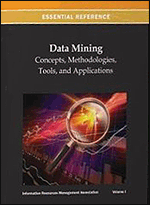 ESSENTIAL REFERENCE
Data Mining
Concepts, Methodologies,
Tools, and Applications
Information Resources Management Association
Volume I